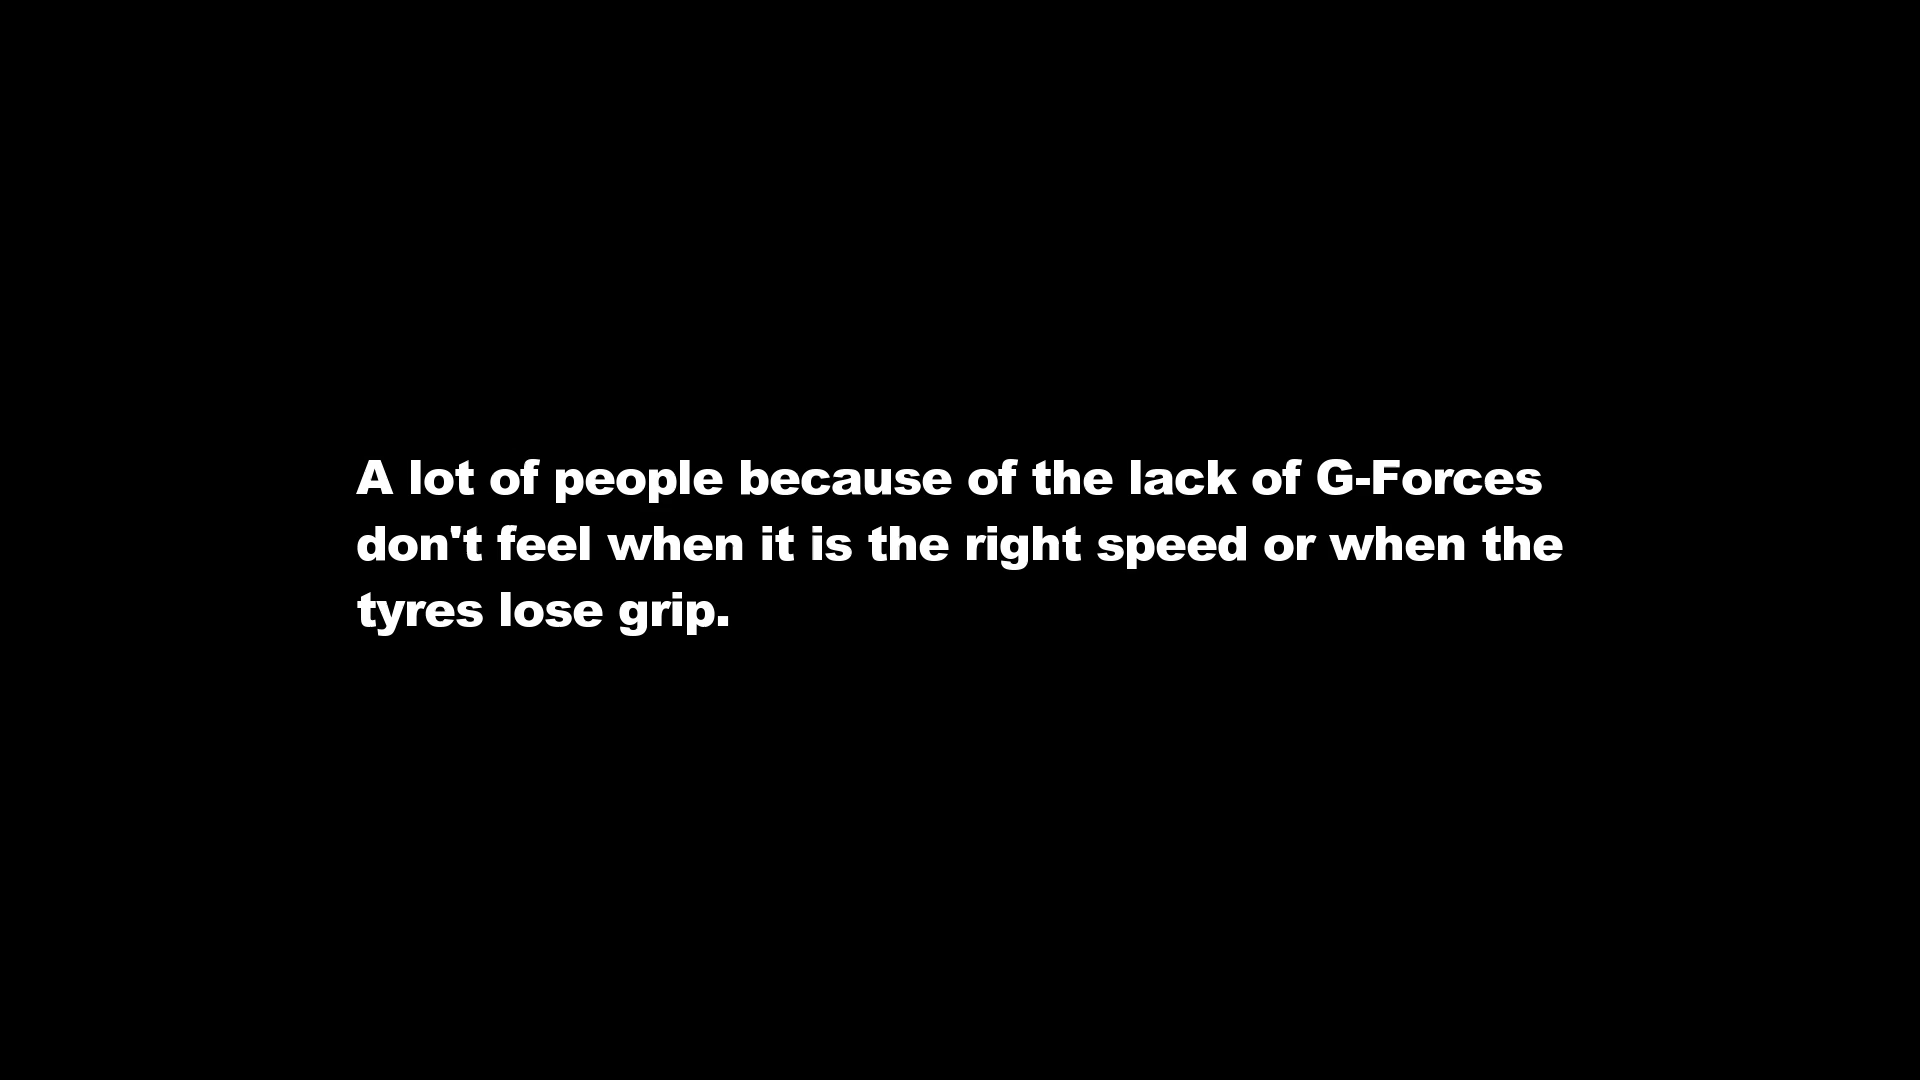 A lot of people because of the lack of G-Forces
don't feel when it is the right speed or when the
tyres lose grip.